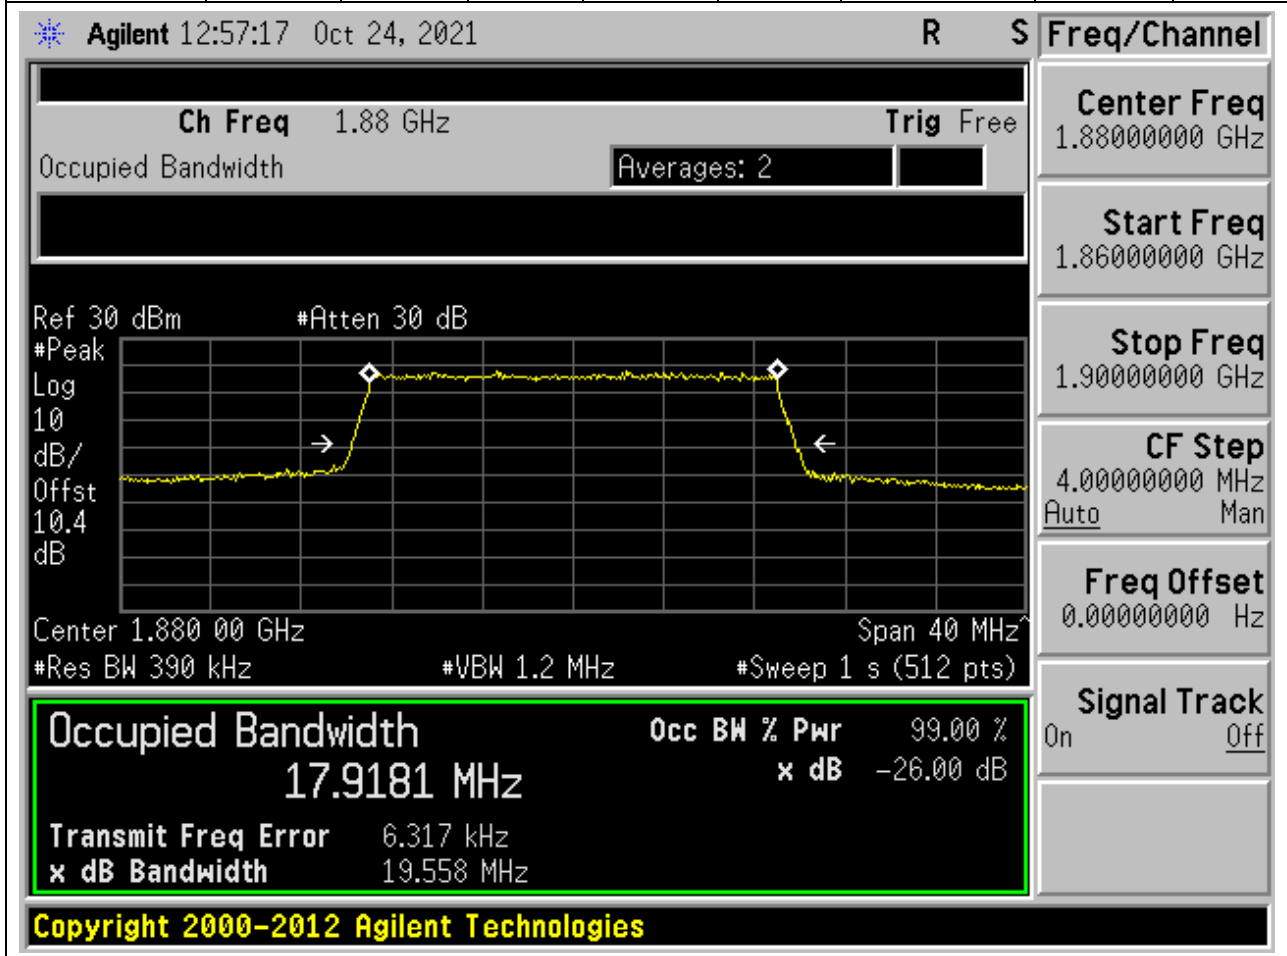 Agilent 12:57:17 Oct 24, 2021 R S
Ch Freq 1.88 GHz Trig Free
Occupied Bandwidth Averages: 2
Ref 30 dBm #Atten 30 dB
#Peak
Log
10
dB/
Offst
10.4
dB
Center 1.880 00 GHz Span 40 MHz^
#Res BW 390 kHz #VBW 1.2 MHz #Sweep 1 s (512 pts)
Occupied Bandwidth Occ BW % Pwr 99.00 %
17.9181 MHz x dB -26.00 dB
Transmit Freq Error 6.317 kHz
x dB Bandwidth 19.558 MHz
Copyright 2000-2012 Agilent Technologies
Freq/Channel
Center Freq
1.88000000 GHz
Start Freq
1.86000000 GHz
Stop Freq
1.90000000 GHz
CF Step
4.00000000 MHz
Auto Man
Freq Offset
0.00000000 Hz
Signal Track
On Off